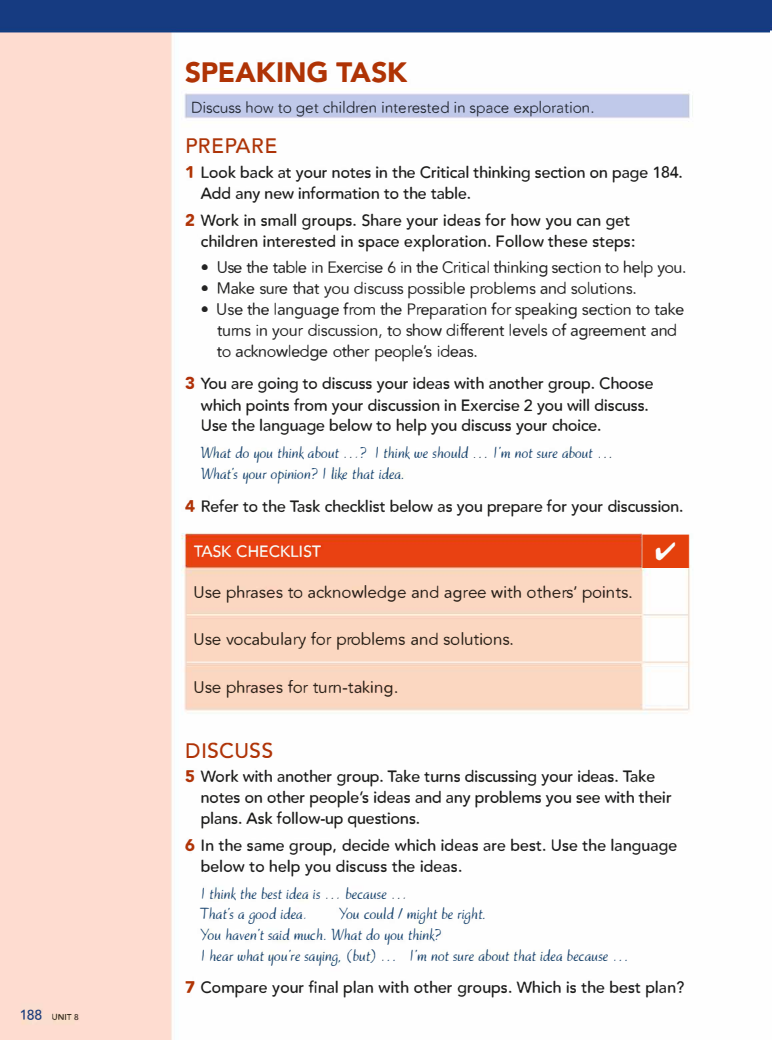 SPEAKING TASK
Discuss how to get children interested in space exploration.
PREPARE
1 Look back at your notes in the Critical thinking section on page 184.
Add any new information to the table.
2 Work in small groups. Share your ideas for how you can get
children interested in space exploration. Follow these steps:
• Use the table in Exercise 6 in the Critical thinking section to help you.
• Make sure that you discuss possible problems and solutions.
• Use the language from the Preparation for speaking section to take
turns in your discussion, to show different levels of agreement and
to acknowledge other people's ideas.
3 You are going to discuss your ideas with another group. Choose
which points from your discussion in Exercise 2 you will discuss.
Use the language below to help you discuss your choice.
What do you think about ...? I think we should ... I'm not sure about ...
What's your opinion? I like that idea.
4 Refer to the Task checklist below as you prepare for your discussion.
TASK CHECKLIST ✔
Use phrases to acknowledge and agree with others' points.
Use vocabulary for problems and solutions.
Use phrases for turn-taking.
DISCUSS
5 Work with another group. Take turns discussing your ideas. Take
notes on other people's ideas and any problems you see with their
plans. Ask follow-up questions.
6 In the same group, decide which ideas are best. Use the language
below to help you discuss the ideas.
I think the best idea is ... because ...
That's a good idea. You could / might be right.
You haven't said much. What do you think?
I hear what you're saying, (but) ... I'm not sure about that idea because ...
7 Compare your final plan with other groups. Which is the best plan?
188 UNIT 8